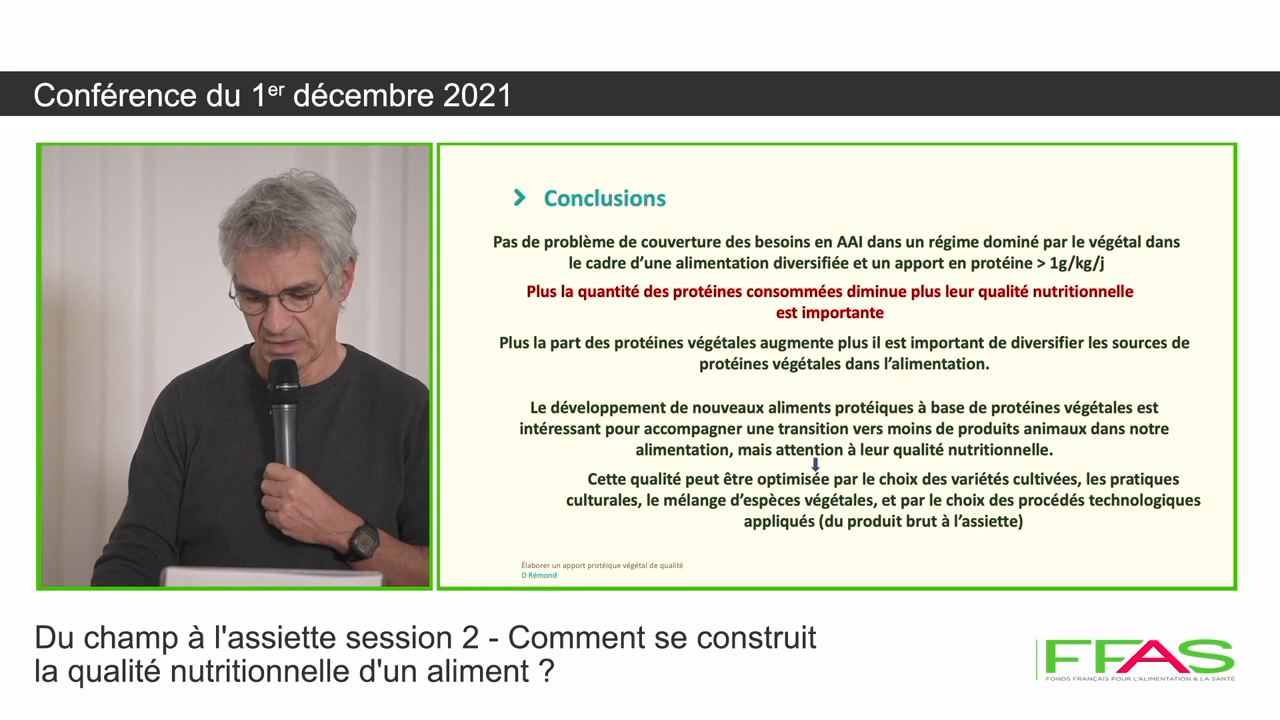 Conférence du 1er décembre 2021
Conclusions
Pas de problème de couverture des besoins en AAI dans un régime dominé par le végétal dans
le cadre d'une alimentation diversifiée et un apport en protéine > 1g/kg/j
Plus la quantité des protéines consommées diminue plus leur qualité nutritionnelle
est importante
Plus la part des protéines végétales augmente plus il est important de diversifier les sources de
protéines végétales dans l'alimentation.
Le développement de nouveaux aliments protéiques à base de protéines végétales est
intéressant pour accompagner une transition vers moins de produits animaux dans notre
alimentation, mais attention à leur qualité nutritionnelle.
Cette qualité peut être optimisée par le choix des variétés cultivées, les pratiques
culturales, le mélange d'espèces végétales, et par le choix des procédés technologiques
appliqués (du produit brut à l'assiette)
Élaborer un apport protéique végétal de qualité
D Rémond
Du champ à l'assiette session 2 - Comment se construit
la qualité nutritionnelle d'un aliment ?
FFAS
FONDS FRANÇAIS POUR L'ALIMENTATION & LA SANTÉ